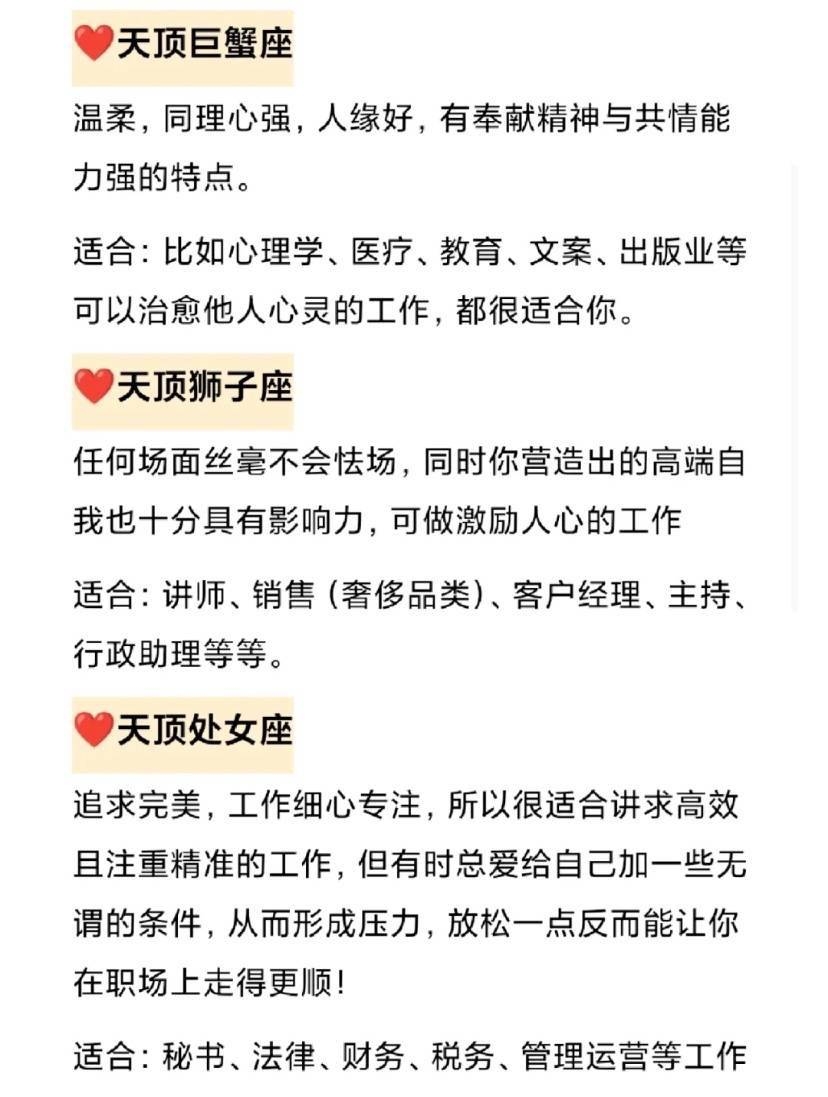 ❤️天顶巨蟹座
温柔，同理心强，人缘好，有奉献精神与共情能
力强的特点。
适合：比如心理学、医疗、教育、文案、出版业等
可以治愈他人心灵的工作，都很适合你。
❤️天顶狮子座
任何场面丝毫不会怯场，同时你营造出的高端自
我也十分具有影响力，可做激励人心的工作
适合：讲师、销售（奢侈品类）、客户经理、主持、
行政助理等等。
❤️天顶处女座
追求完美，工作细心专注，所以很适合讲求高效
且注重精准的工作，但有时总爱给自己加一些无
谓的条件，从而形成压力，放松一点反而能让你
在职场上走得更顺！
适合：秘书、法律、财务、税务、管理运营等工作